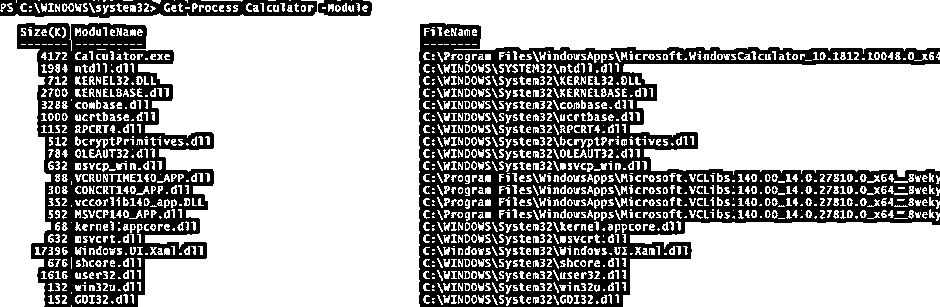 PS C:\WINDOWS\system32> Get-Process Calculator -Module
Size(K) ModuleName FileName
------- ---------- --------
4172 Calculator.exe C:\Program Files\WindowsApps\Microsoft.WindowsCalculator_10.1812.10048.0_x64
1984 ntdll.dll C:\WINDOWS\SYSTEM32\ntdll.dll
712 KERNEL32.DLL C:\WINDOWS\System32\KERNEL32.DLL
2700 KERNELBASE.dll C:\WINDOWS\System32\KERNELBASE.dll
3288 combase.dll C:\WINDOWS\System32\combase.dll
1000 ucrtbase.dll C:\WINDOWS\System32\ucrtbase.dll
1152 RPCRT4.dll C:\WINDOWS\System32\RPCRT4.dll
512 bcryptPrimitives.dll C:\WINDOWS\System32\bcryptPrimitives.dll
784 OLEAUT32.dll C:\WINDOWS\System32\OLEAUT32.dll
632 msvcp_win.dll C:\WINDOWS\System32\msvcp_win.dll
88 VCRUNTIME140_APP.dll C:\Program Files\WindowsApps\Microsoft.VCLibs.140.00_14.0.27810.0_x64__8weky
308 CONCRT140_APP.dll C:\Program Files\WindowsApps\Microsoft.VCLibs.140.00_14.0.27810.0_x64__8weky
352 vccorlib140_app.DLL C:\Program Files\WindowsApps\Microsoft.VCLibs.140.00_14.0.27810.0_x64__8weky
592 MSVCP140_APP.dll C:\Program Files\WindowsApps\Microsoft.VCLibs.140.00_14.0.27810.0_x64__8weky
68 kernel.appcore.dll C:\WINDOWS\System32\kernel.appcore.dll
632 msvcrt.dll C:\WINDOWS\System32\msvcrt.dll
17396 Windows.UI.Xaml.dll C:\WINDOWS\System32\Windows.UI.Xaml.dll
676 shcore.dll C:\WINDOWS\System32\shcore.dll
1616 user32.dll C:\WINDOWS\System32\user32.dll
132 win32u.dll C:\WINDOWS\System32\win32u.dll
152 GDI32.dll C:\WINDOWS\System32\GDI32.dll